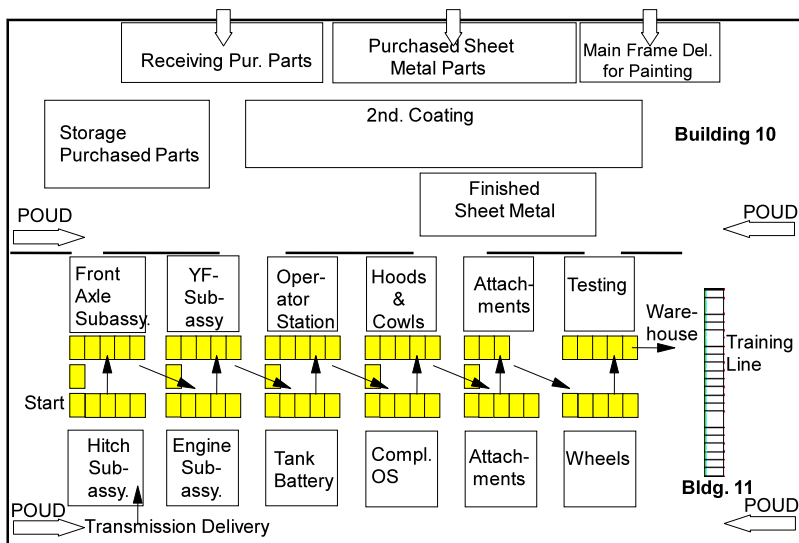 Receiving Pur. Parts
Purchased Sheet
Metal Parts
Main Frame Del.
for Painting
Storage
Purchased Parts
2nd. Coating
Building 10
Finished
Sheet Metal
POUD
POUD
Front
Axle
Subassy.
YF-
Sub-
assy
Oper-
ator
Station
Hoods
&
Cowls
Attach-
ments
Testing
Ware-
house
Training
Line
Start
Hitch
Sub-
assy.
Engine
Sub-
assy.
Tank
Battery
Compl.
OS
Attach-
ments
Wheels
Bldg. 11
POUD
Transmission Delivery
POUD